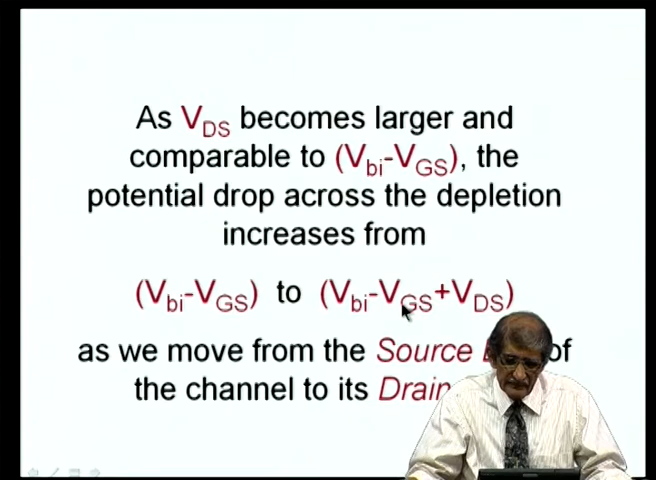 As V_DS becomes larger and
comparable to (V_bi-V_GS), the
potential drop across the depletion
increases from
(V_bi-V_GS) to (V_bi-V_GS+V_DS)
as we move from the Source of
the channel to its Drain